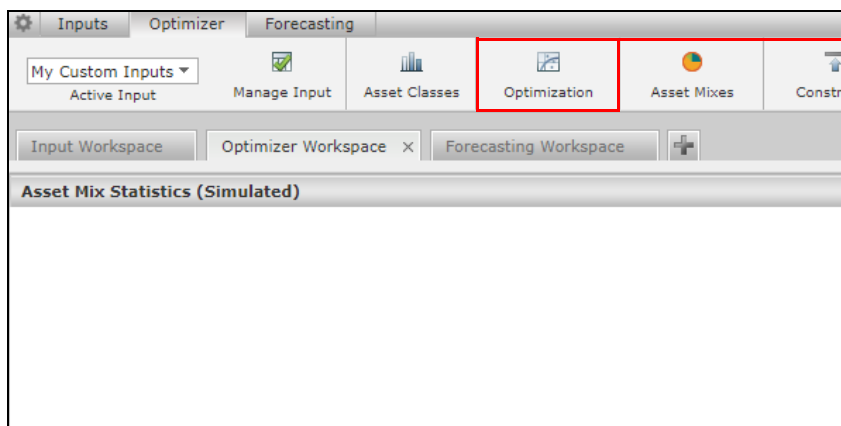 Inputs Optimizer Forecasting
My Custom Inputs
Active Input Manage Input Asset Classes Optimization Asset Mixes
Input Workspace Optimizer Workspace × Forecasting Workspace
Asset Mix Statistics (Simulated)